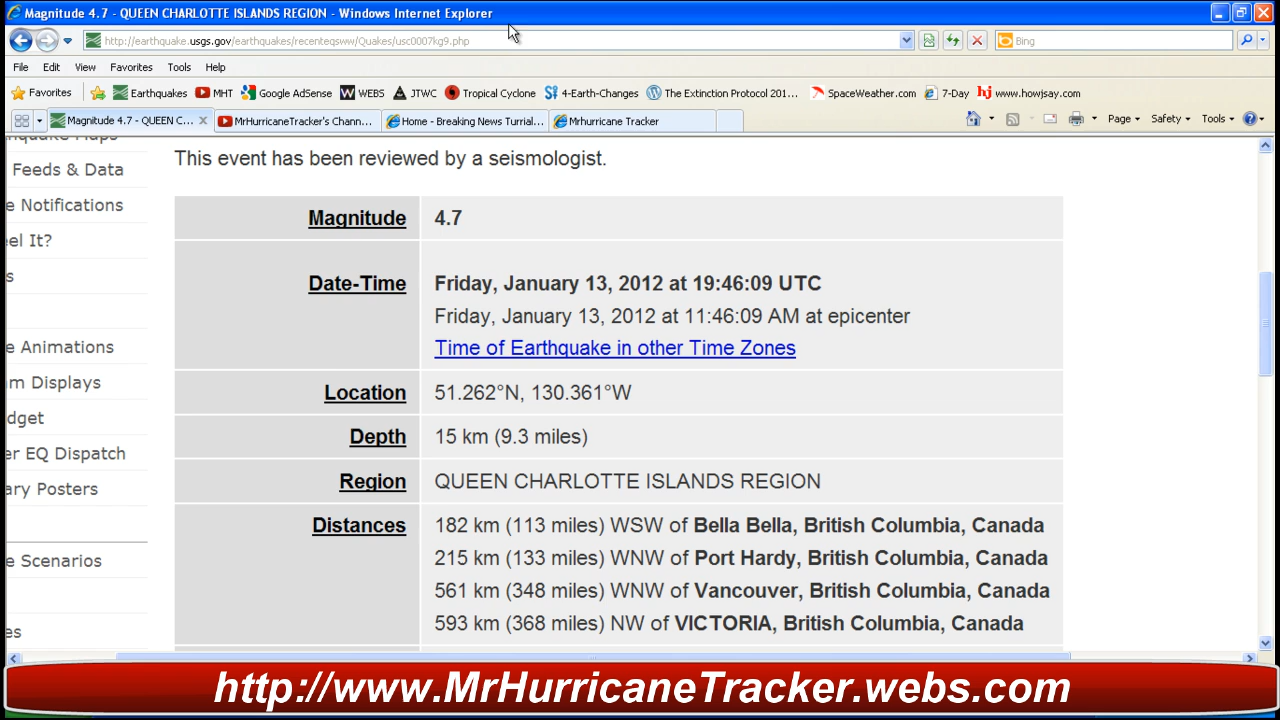 Magnitude 4.7 - QUEEN CHARLOTTE ISLANDS REGION - Windows Internet Explorer
http://earthquake.usgs.gov/earthquakes/recenteqsww/Quakes/usc0007kg9.php
Bing
File Edit View Favorites Tools Help
Favorites Earthquakes MHT Google AdSense WEBS JTWC Tropical Cyclone 4-Earth-Changes The Extinction Protocol 201... SpaceWeather.com 7-Day www.howjsay.com
Magnitude 4.7 - QUEEN C... MrHurricaneTracker's Chann... Home - Breaking News Turrial... Mrhurricane Tracker Page Safety Tools
This event has been reviewed by a seismologist.
Feeds & Data
e Notifications
eel It?
s
e Animations
m Displays
dget
er EQ Dispatch
ary Posters
e Scenarios
es
Magnitude 4.7
Date-Time Friday, January 13, 2012 at 19:46:09 UTC
Friday, January 13, 2012 at 11:46:09 AM at epicenter
Time of Earthquake in other Time Zones
Location 51.262°N, 130.361°W
Depth 15 km (9.3 miles)
Region QUEEN CHARLOTTE ISLANDS REGION
Distances 182 km (113 miles) WSW of Bella Bella, British Columbia, Canada
215 km (133 miles) WNW of Port Hardy, British Columbia, Canada
561 km (348 miles) WNW of Vancouver, British Columbia, Canada
593 km (368 miles) NW of VICTORIA, British Columbia, Canada
http://www.MrHurricaneTracker.webs.com